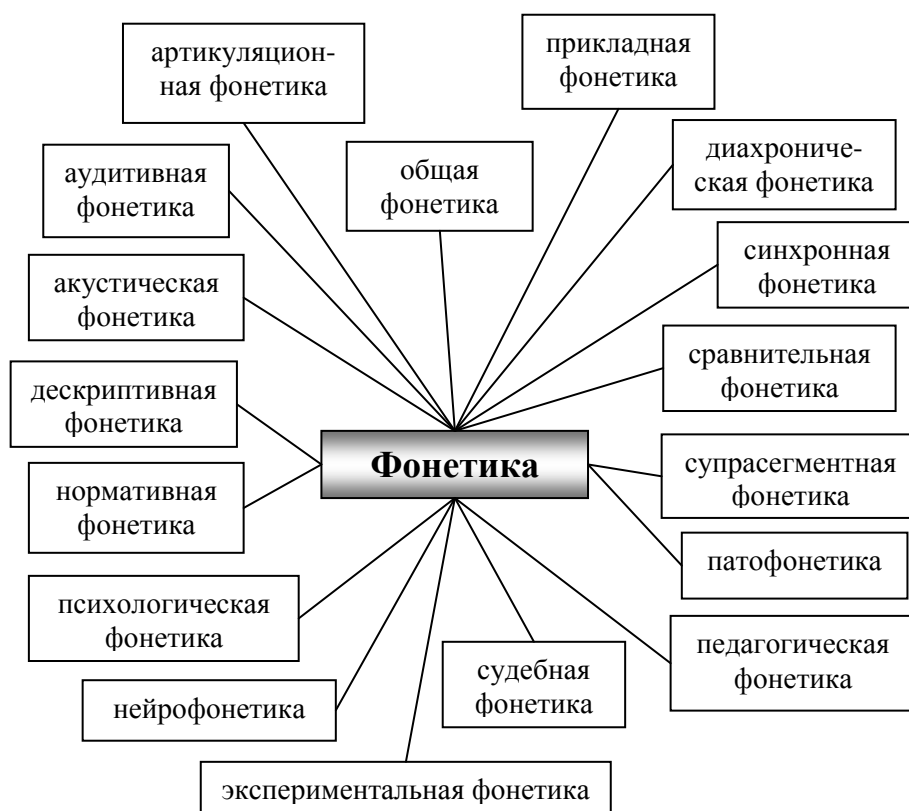 артикуляцион-
ная фонетика
прикладная
фонетика
общая
фонетика
диахрониче-
ская фонетика
аудитивная
фонетика
синхронная
фонетика
акустическая
фонетика
сравнительная
фонетика
дескриптивная
фонетика
Фонетика
супрасегментная
фонетика
нормативная
фонетика
патофонетика
психологическая
фонетика
педагогическая
фонетика
судебная
фонетика
нейрофонетика
экспериментальная фонетика